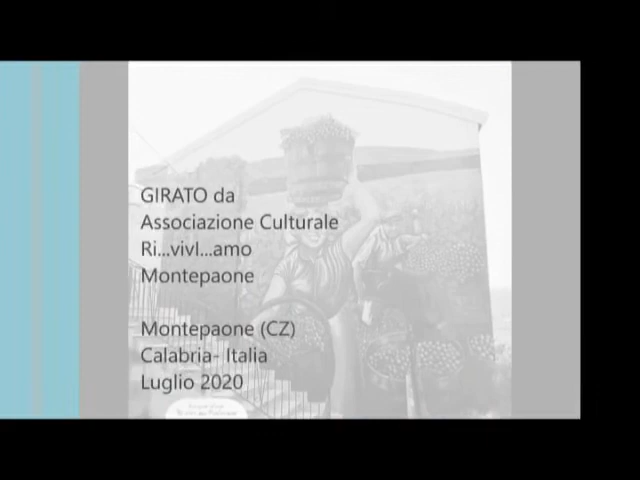 GIRATO da
Associazione Culturale
Ri...vivI...amo
Montepaone
Montepaone (CZ)
Calabria- Italia
Luglio 2020